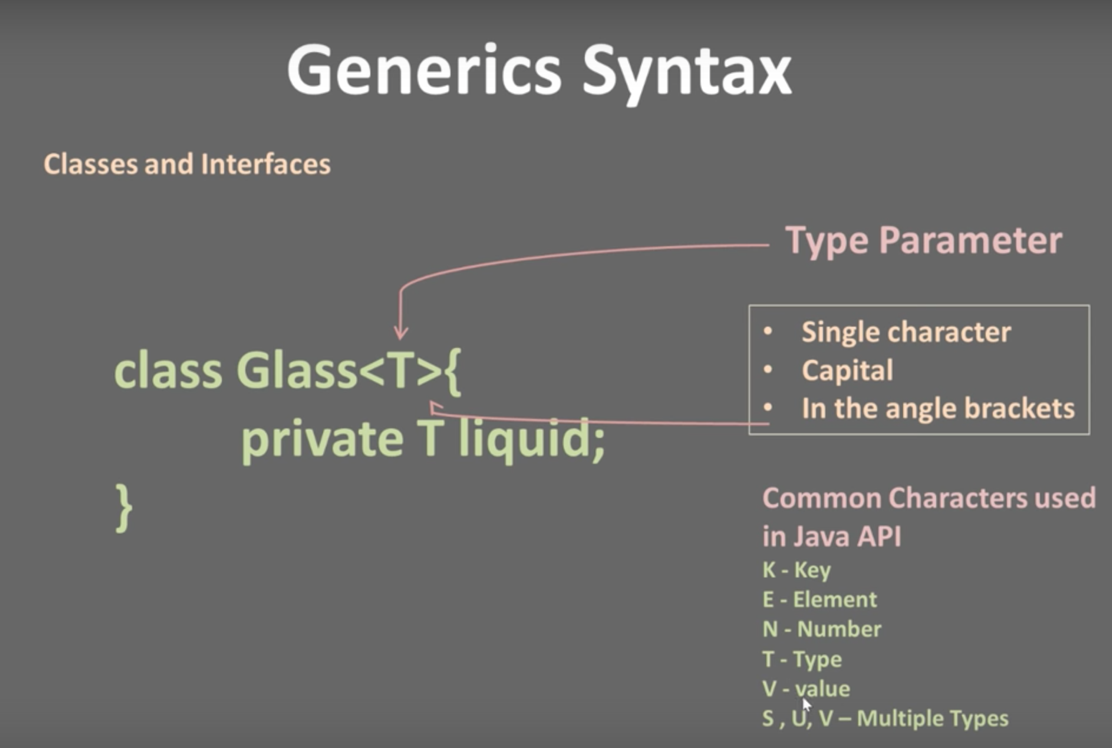 Generics Syntax
Classes and Interfaces
Type Parameter
class Glass<T>{
private T liquid;
}
• Single character
• Capital
• In the angle brackets
Common Characters used
in Java API
K - Key
E - Element
N - Number
T - Type
V - value
S , U, V – Multiple Types